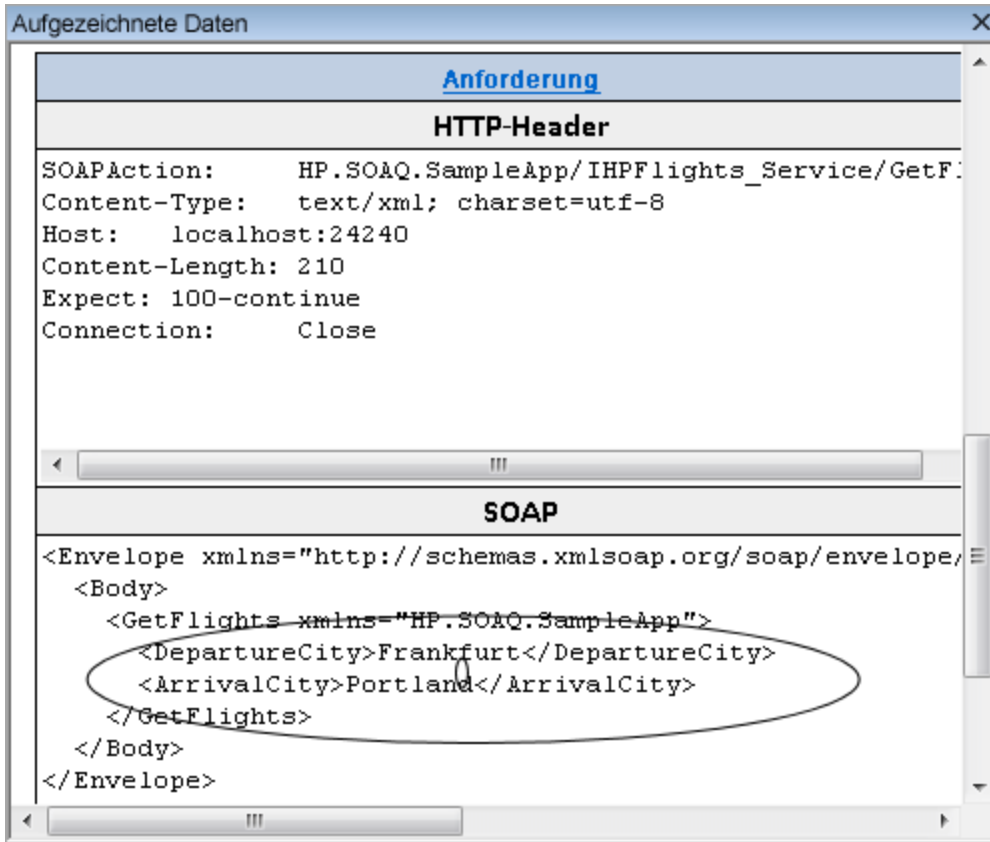 Aufgezeichnete Daten
Anforderung
HTTP-Header
SOAPAction: HP.SOAQ.SampleApp/IHPFlights_Service/GetF
Content-Type: text/xml; charset=utf-8
Host: localhost:24240
Content-Length: 210
Expect: 100-continue
Connection: Close
SOAP
<Envelope xmlns="http://schemas.xmlsoap.org/soap/envelope/
<Body>
<GetFlights xmlns="HP.SOAQ.SampleApp">
<DepartureCity>Frankfurt</DepartureCity>
<ArrivalCity>Portland</ArrivalCity>
</GetFlights>
</Body>
</Envelope>